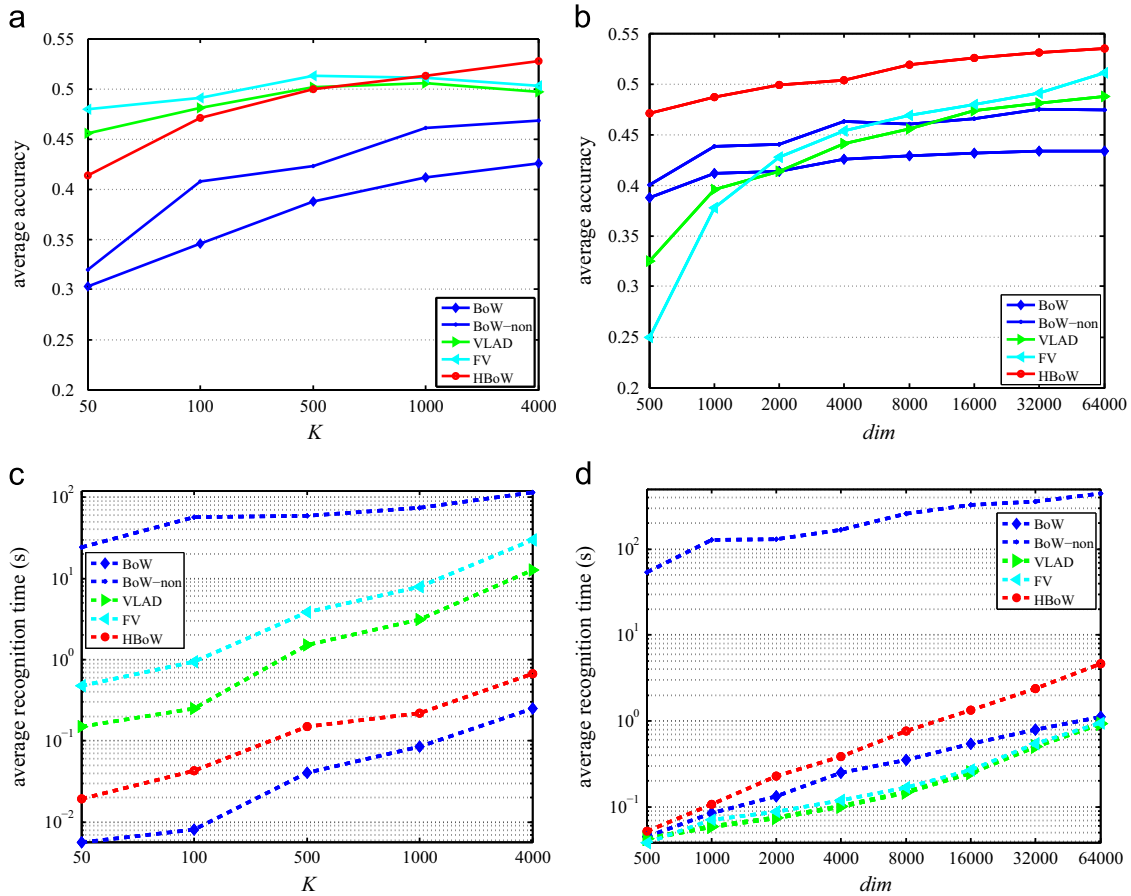 a
average accuracy
0.55
0.5
0.45
0.4
0.35
0.3
0.25
0.2
50 100 500 1000 4000
K
BoW
BoW-non
VLAD
FV
HBoW
b
average accuracy
0.55
0.5
0.45
0.4
0.35
0.3
0.25
0.2
500 1000 2000 4000 8000 16000 32000 64000
dim
BoW
BoW-non
VLAD
FV
HBoW
c
average recognition time (s)
10^2
10^1
10^0
10^-1
10^-2
50 100 500 1000 4000
K
BoW
BoW-non
VLAD
FV
HBoW
d
average recognition time (s)
10^2
10^1
10^0
10^-1
500 1000 2000 4000 8000 16000 32000 64000
dim
BoW
BoW-non
VLAD
FV
HBoW